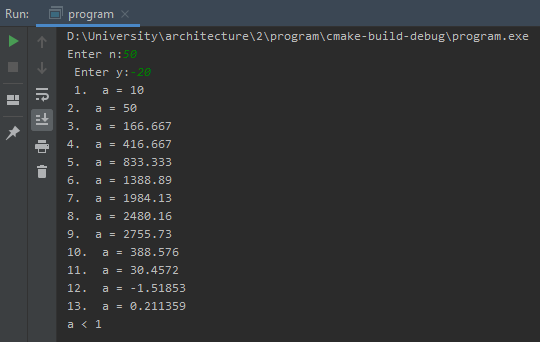 Run: program ×
D:\University\architecture\2\program\cmake-build-debug\program.exe
Enter n:50
Enter y:-20
1. a = 10
2. a = 50
3. a = 166.667
4. a = 416.667
5. a = 833.333
6. a = 1388.89
7. a = 1984.13
8. a = 2480.16
9. a = 2755.73
10. a = 388.576
11. a = 30.4572
12. a = -1.51853
13. a = 0.211359
a < 1